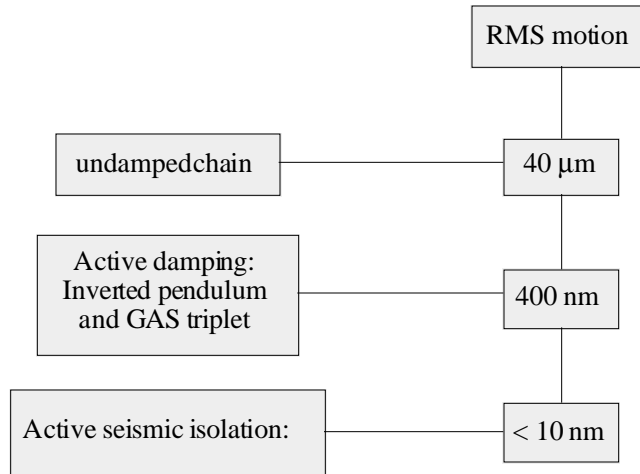 RMS motion
undampedchain
40 μm
Active damping:
Inverted pendulum
and GAS triplet
400 nm
Active seismic isolation:
< 10 nm